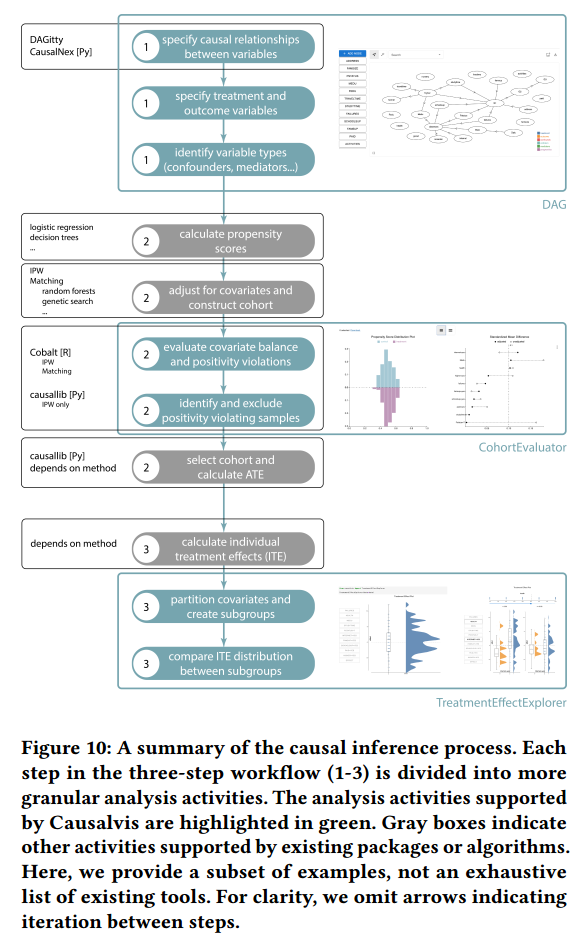 DAGitty
CausalNex [Py]
1 specify causal relationships
between variables
1 specify treatment and
outcome variables
1 identify variable types
(confounders, mediators...)
Search
DAG
logistic regression
decision trees
...
2 calculate propensity
scores
IPW
Matching
random forests
genetic search
...
2 adjust for covariates and
construct cohort
Cobalt [R]
IPW
Matching
causallib [Py]
IPW only
2 evaluate covariate balance
and positivity violations
2 identify and exclude
positivity violating samples
Propensity Score Distribution Plot
Standardized Mean Difference
CohortEvaluator
causallib [Py]
depends on method
2 select cohort and
calculate ATE
depends on method
3 calculate individual
treatment effects (ITE)
3 partition covariates and
create subgroups
3 compare ITE distribution
between subgroups
TreatmentEffectExplorer
Figure 10: A summary of the causal inference process. Each
step in the three-step workflow (1-3) is divided into more
granular analysis activities. The analysis activities supported
by Causalvis are highlighted in green. Gray boxes indicate
other activities supported by existing packages or algorithms.
Here, we provide a subset of examples, not an exhaustive
list of existing tools. For clarity, we omit arrows indicating
iteration between steps.